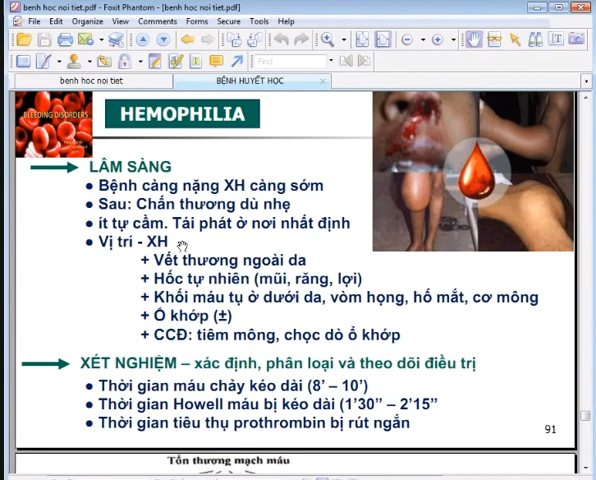 benh hoc noi tiet.pdf - Foxit Phantom - [benh hoc noi tiet.pdf]
File Edit Organize View Comments Forms Secure Tools Help
Find
benh hoc noi tiet
BỆNH HUYẾT HỌC
BLEEDING DISORDERS
HEMOPHILIA
LÂM SÀNG
• Bệnh càng nặng XH càng sớm
• Sau: Chấn thương dù nhẹ
• ít tự cầm. Tái phát ở nơi nhất định
• Vị trí - XH
+ Vết thương ngoài da
+ Hốc tự nhiên (mũi, răng, lợi)
+ Khối máu tụ ở dưới da, vòm họng, hố mắt, cơ mông
+ Ổ khớp (±)
+ CCĐ: tiêm mông, chọc dò ổ khớp
XÉT NGHIỆM – xác định, phân loại và theo dõi điều trị
• Thời gian máu chảy kéo dài (8’ – 10’)
• Thời gian Howell máu bị kéo dài (1’30” – 2’15”
• Thời gian tiêu thụ prothrombin bị rút ngắn
91
Tổn thương mạch máu